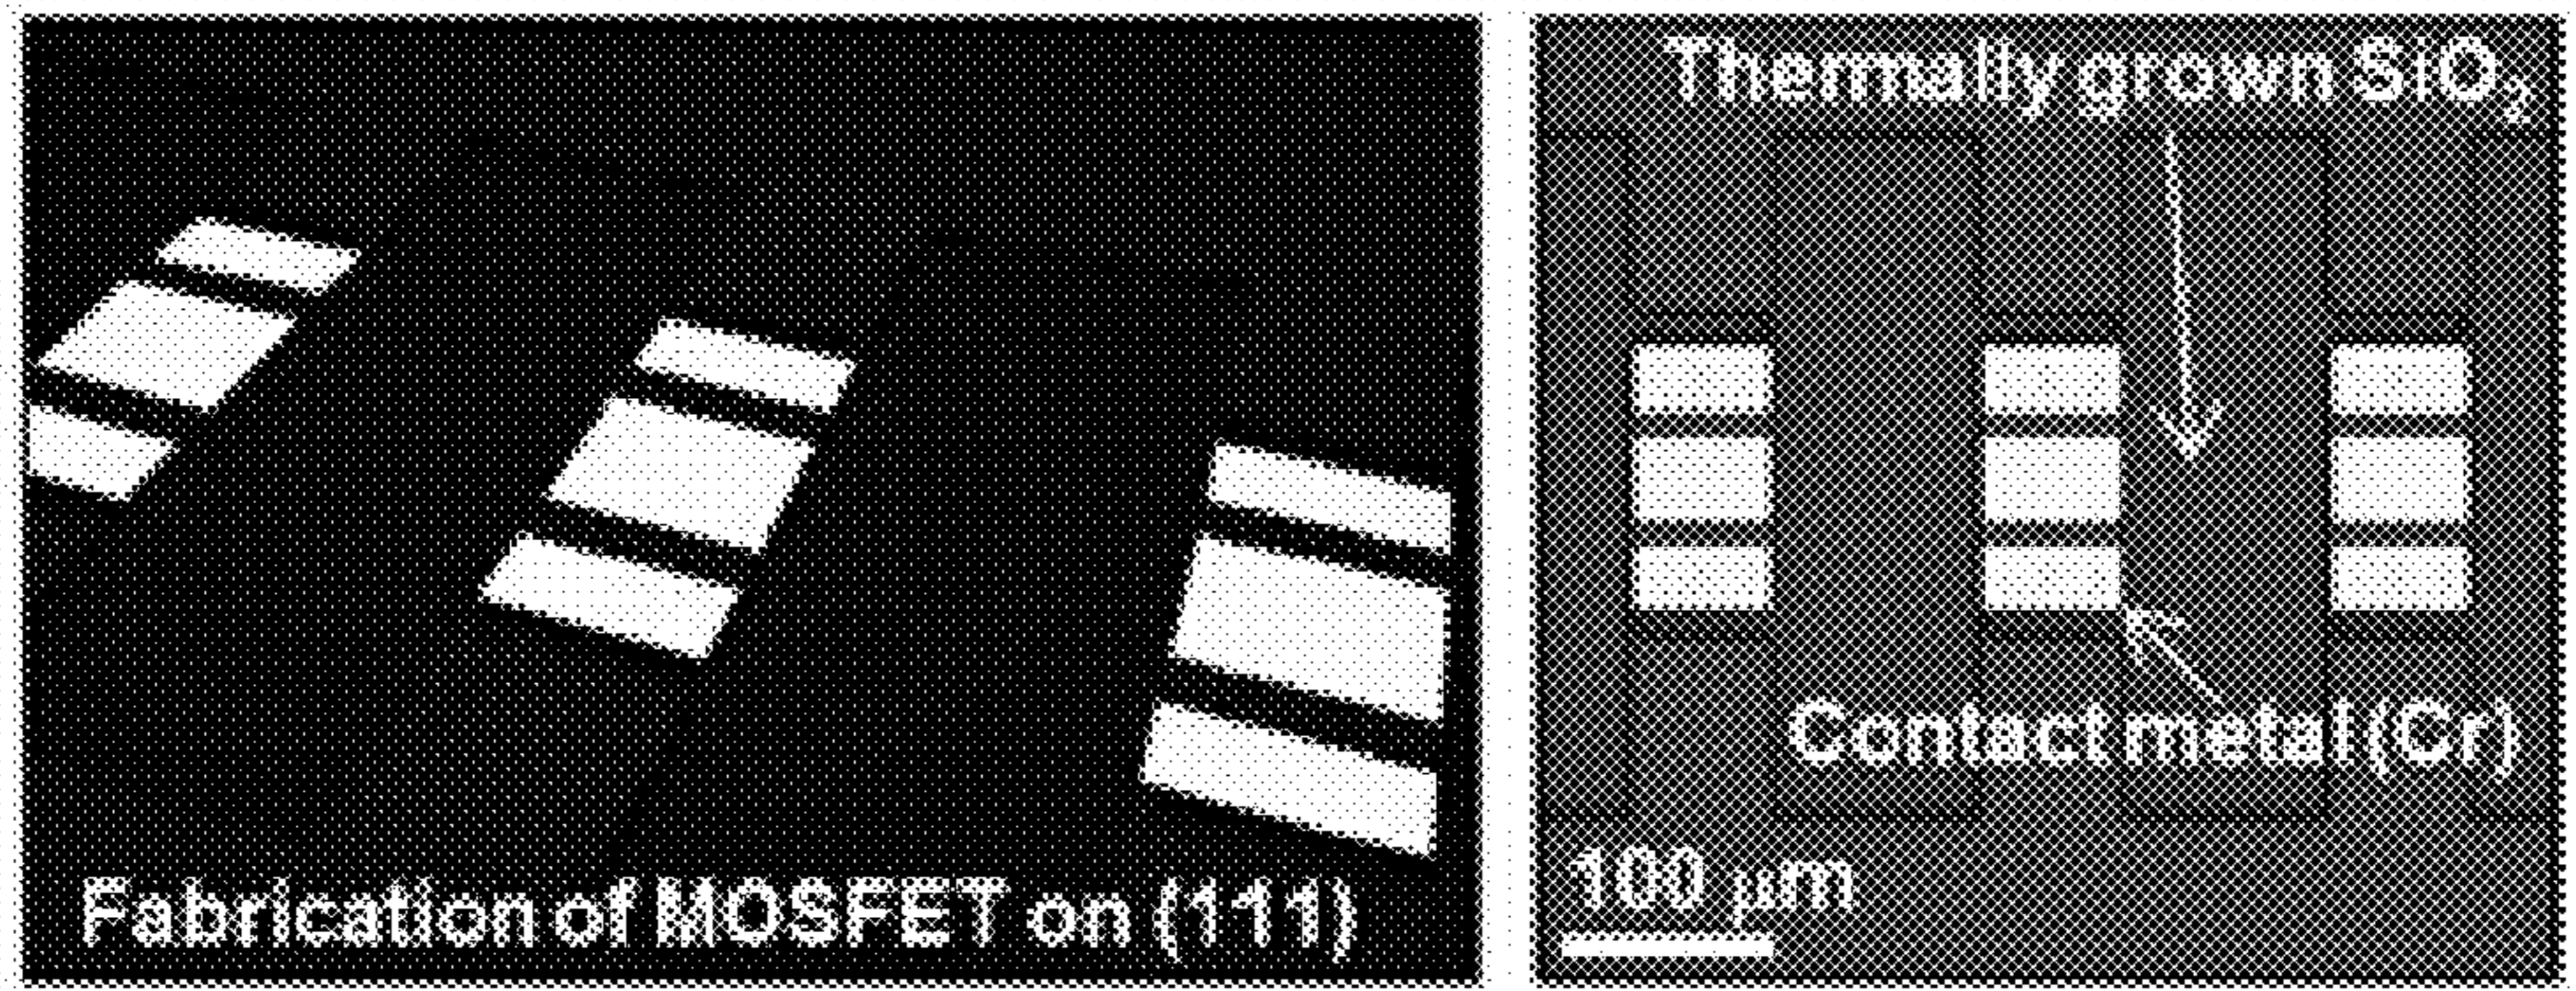 Fabrication of MOSFET on (111)
Thermally grown SiO₂
Contact metal (Cr)
100 μm